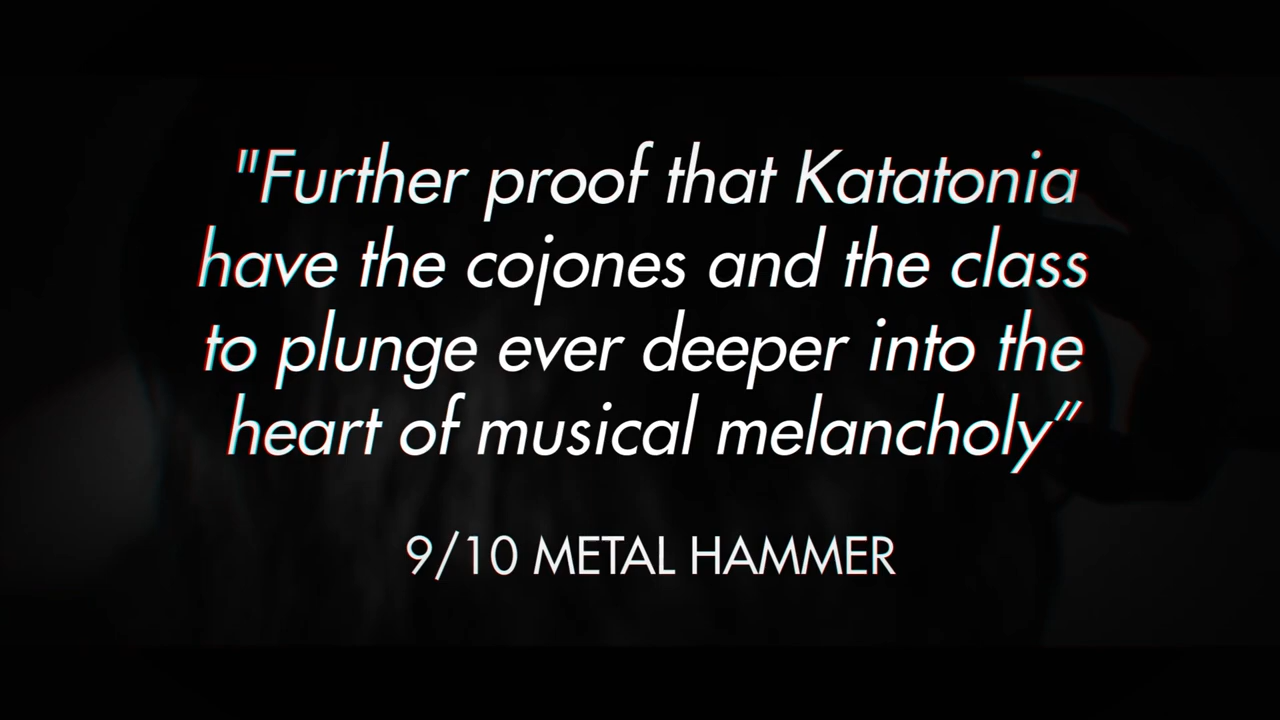 "Further proof that Katatonia
have the cojones and the class
to plunge ever deeper into the
heart of musical melancholy”
9/10 METAL HAMMER